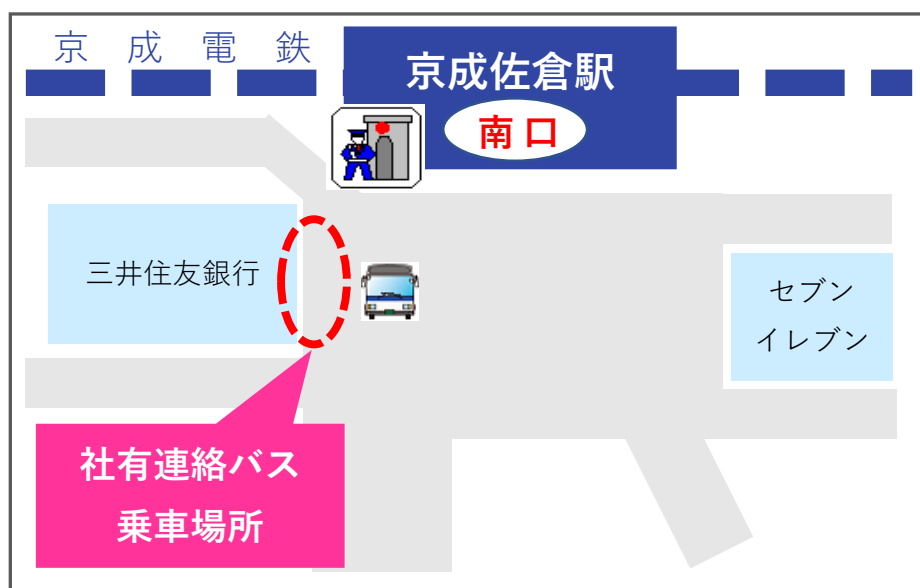 京成電鉄
京成佐倉駅
南口
三井住友銀行
セブン
イレブン
社有連絡バス
乗車場所